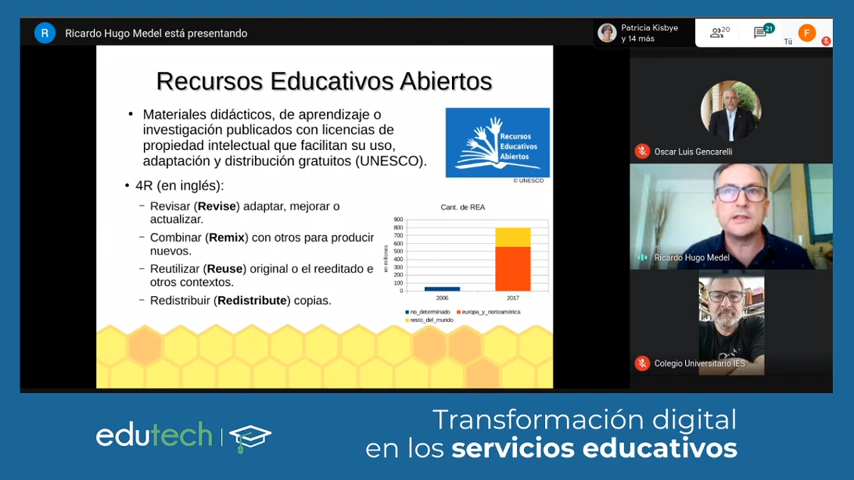 R
Ricardo Hugo Medel está presentando
Patricia Kisbye
y 14 más
20
21
Tú
F
Recursos Educativos Abiertos
• Materiales didácticos, de aprendizaje o
investigación publicados con licencias de
propiedad intelectual que facilitan su uso,
adaptación y distribución gratuitos (UNESCO).
Recursos
Educativos
Abiertos
© UNESCO
• 4R (en inglés):
– Revisar (Revise) adaptar, mejorar o
actualizar.
– Combinar (Remix) con otros para producir
nuevos.
– Reutilizar (Reuse) original o el reeditado e
otros contextos.
– Redistribuir (Redistribute) copias.
Cant. de REA
en millones
900
800
700
600
500
400
300
200
100
0
2006
2017
no_determinado
europa_y_norteamérica
resto_del_mundo
Oscar Luis Gencarelli
Ricardo Hugo Medel
Colegio Universitario IES
edutech
Transformación digital
en los servicios educativos